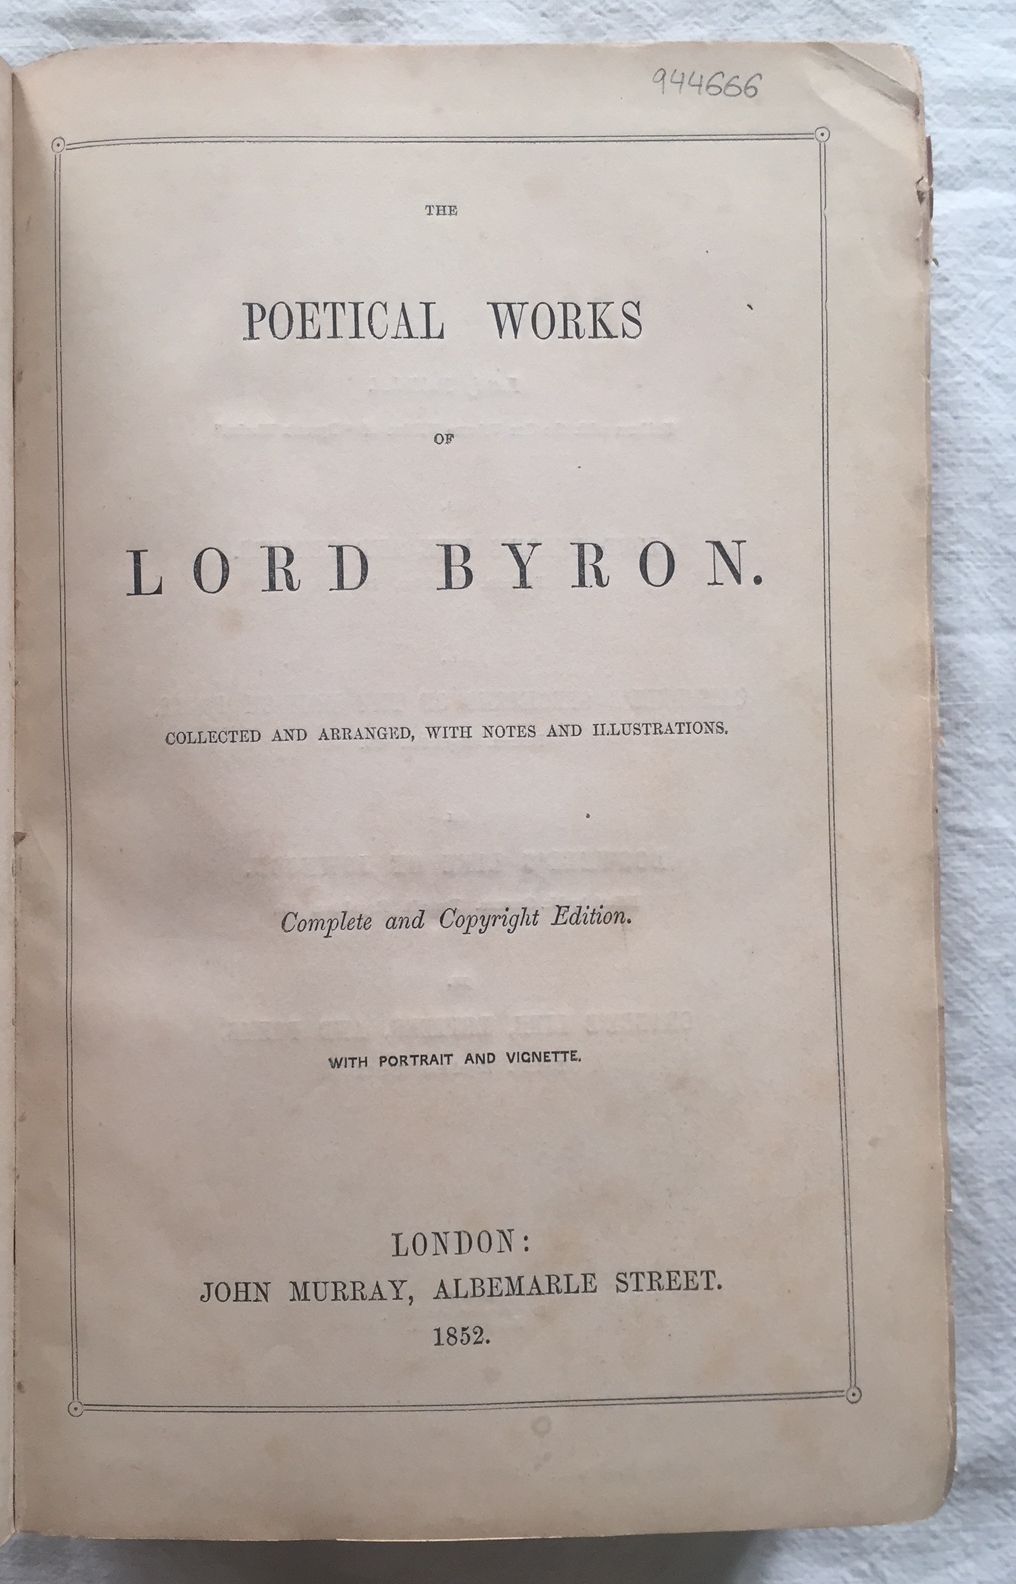 944666
THE
POETICAL WORKS
OF
LORD BYRON.
COLLECTED AND ARRANGED, WITH NOTES AND ILLUSTRATIONS.
Complete and Copyright Edition.
WITH PORTRAIT AND VIGNETTE.
LONDON:
JOHN MURRAY, ALBEMARLE STREET.
1852.